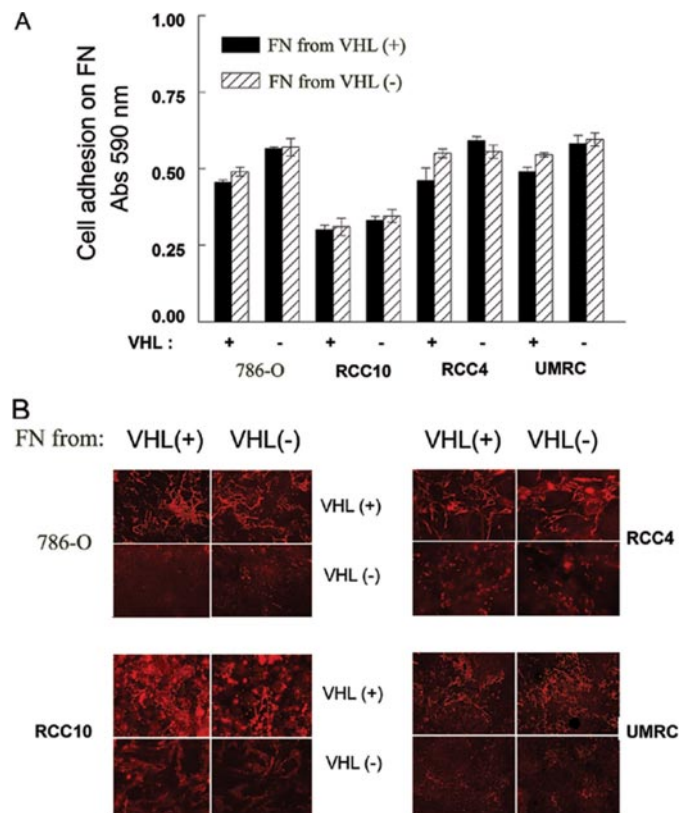 A
Cell adhesion on FN
Abs 590 nm
1.00
0.75
0.50
0.25
0.00
FN from VHL (+)
FN from VHL (-)
VHL : + - + - + - + -
786-O RCC10 RCC4 UMRC
B
FN from: VHL(+) VHL(-) VHL(+) VHL(-)
786-O
VHL (+)
VHL (-)
RCC4
RCC10
VHL (+)
VHL (-)
UMRC